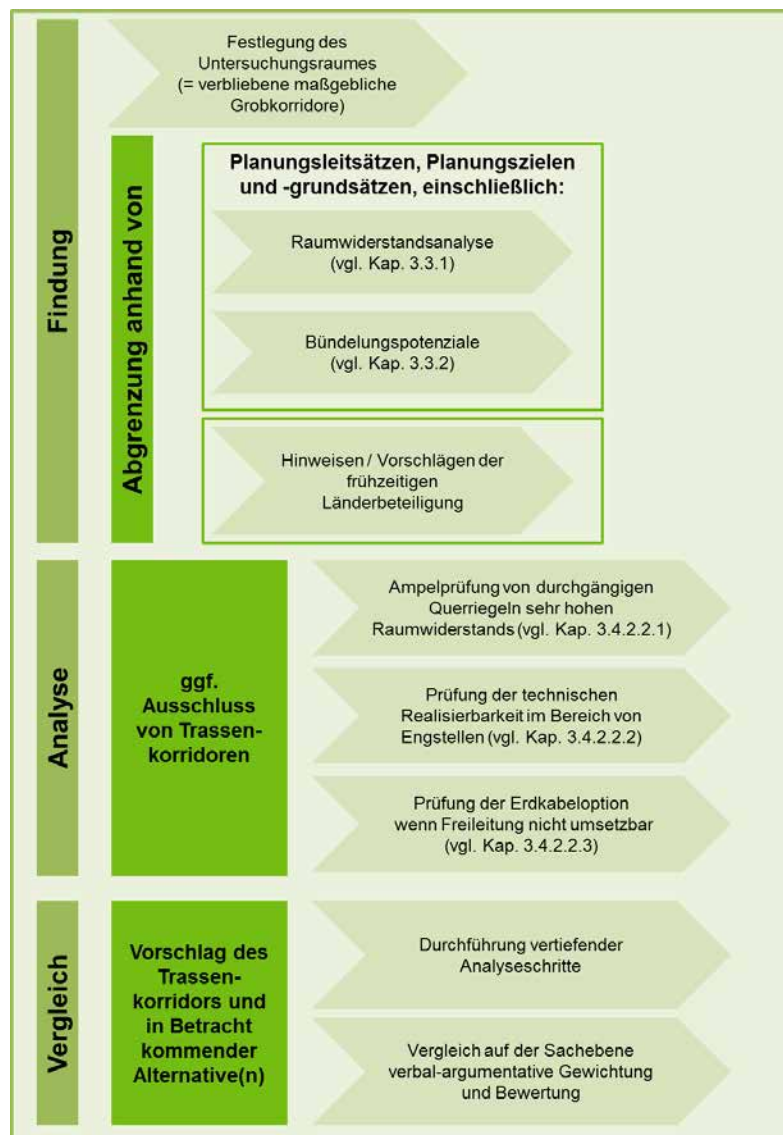 Findung
Festlegung des
Untersuchungsraumes
(= verbliebene maßgebliche
Grobkorridore)
Abgrenzung anhand von
Planungsleitsätzen, Planungszielen
und -grundsätzen, einschließlich:
Raumwiderstandsanalyse
(vgl. Kap. 3.3.1)
Bündelungspotenziale
(vgl. Kap. 3.3.2)
Hinweisen / Vorschlägen der
frühzeitigen
Länderbeteiligung
Analyse
ggf.
Ausschluss
von Trassen-
korridoren
Ampelprüfung von durchgängigen
Querriegeln sehr hohen
Raumwiderstands (vgl. Kap. 3.4.2.2.1)
Prüfung der technischen
Realisierbarkeit im Bereich von
Engstellen (vgl. Kap. 3.4.2.2.2)
Prüfung der Erdkabeloption
wenn Freileitung nicht umsetzbar
(vgl. Kap. 3.4.2.2.3)
Vergleich
Vorschlag des
Trassen-
korridors und
in Betracht
kommender
Alternative(n)
Durchführung vertiefender
Analyseschritte
Vergleich auf der Sachebene
verbal-argumentative Gewichtung
und Bewertung